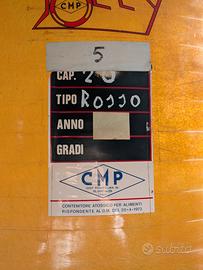 CMP
5
CAP. 20
TIPO ROSSO
ANNO
GRADI
CMP
CONTENITORE ATOSSICO PER ALIMENTI
RISPONDENTE AL D.M. DEL 20-4-1973
subito